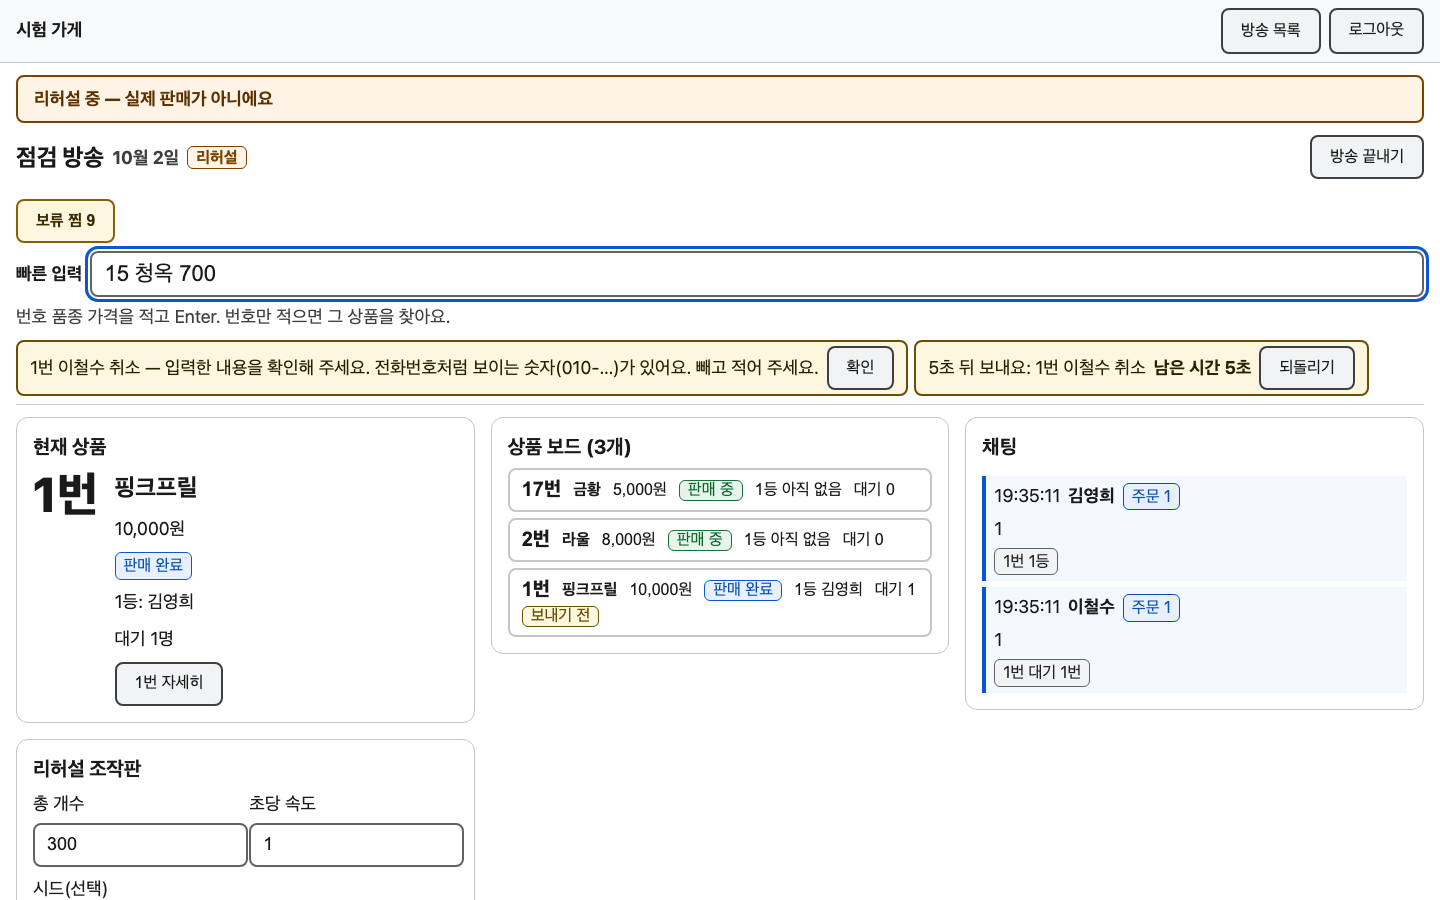 시험 가게
방송 목록
로그아웃
리허설 중 — 실제 판매가 아니에요
점검 방송 10월 2일 리허설
방송 끝내기
보류 찜 9
빠른 입력
15 청옥 700
번호 품종 가격을 적고 Enter. 번호만 적으면 그 상품을 찾아요.
1번 이철수 취소 — 입력한 내용을 확인해 주세요. 전화번호처럼 보이는 숫자(010-...)가 있어요. 빼고 적어 주세요. 확인
5초 뒤 보내요: 1번 이철수 취소 남은 시간 5초 되돌리기
현재 상품
1번 핑크프릴
10,000원
판매 완료
1등: 김영희
대기 1명
1번 자세히
상품 보드 (3개)
17번 금황 5,000원 판매 중 1등 아직 없음 대기 0
2번 라울 8,000원 판매 중 1등 아직 없음 대기 0
1번 핑크프릴 10,000원 판매 완료 1등 김영희 대기 1
보내기 전
채팅
19:35:11 김영희 주문 1
1
1번 1등
19:35:11 이철수 주문 1
1
1번 대기 1번
리허설 조작판
총 개수 초당 속도
300 1
시드(선택)